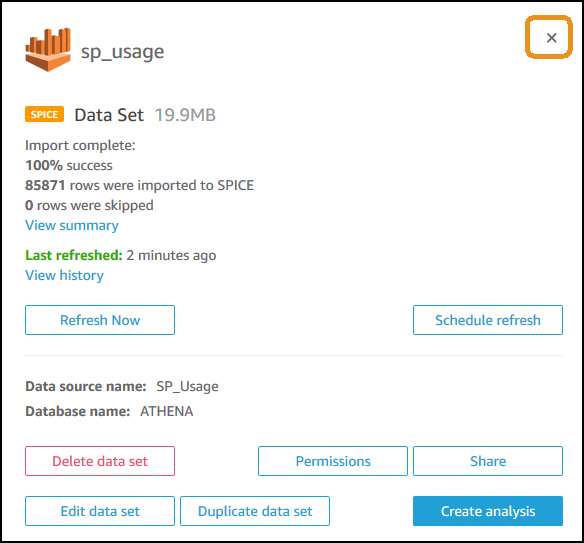 sp_usage
SPICE Data Set 19.9MB
Import complete:
100% success
85871 rows were imported to SPICE
0 rows were skipped
View summary
Last refreshed: 2 minutes ago
View history
Refresh Now Schedule refresh
Data source name: SP_Usage
Database name: ATHENA
Delete data set Permissions Share
Edit data set Duplicate data set Create analysis